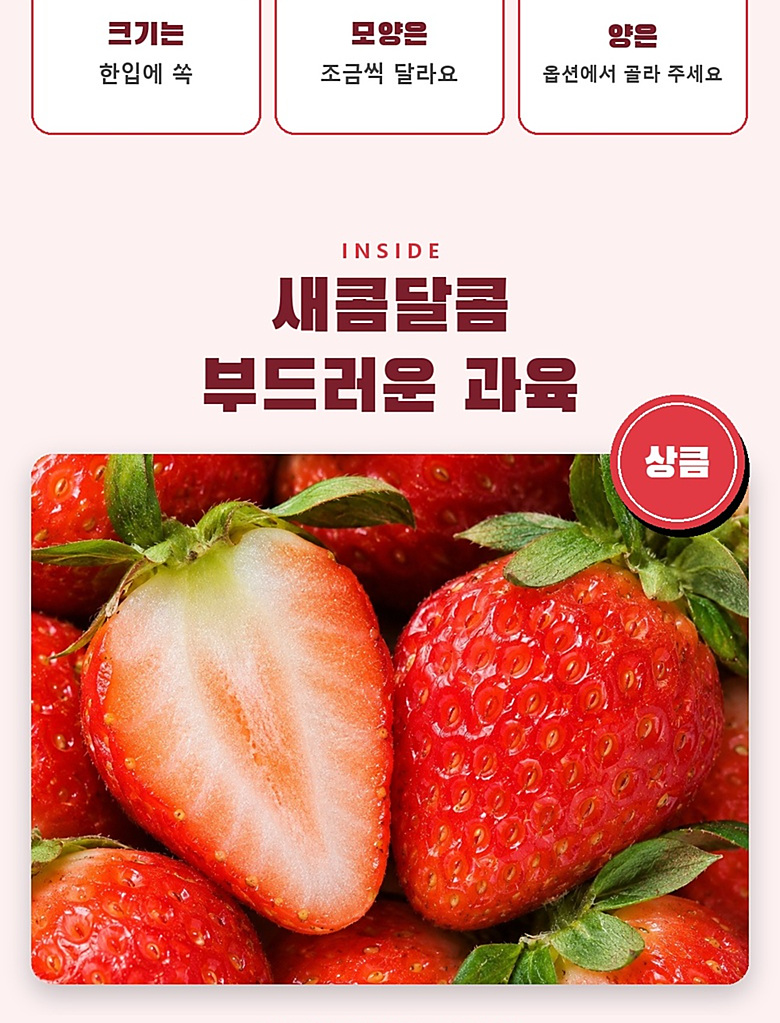 크기는
한입에 쏙
모양은
조금씩 달라요
양은
옵션에서 골라 주세요
INSIDE
새콤달콤
부드러운 과육
상큼